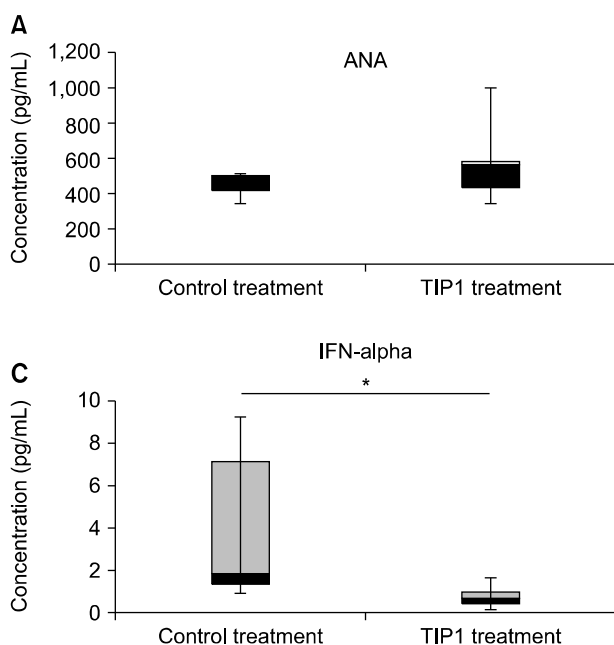 A
ANA
Concentration (pg/mL)
1,200
1,000
800
600
400
200
0
Control treatment
TIP1 treatment
C
IFN-alpha
*
Concentration (pg/mL)
10
8
6
4
2
0
Control treatment
TIP1 treatment